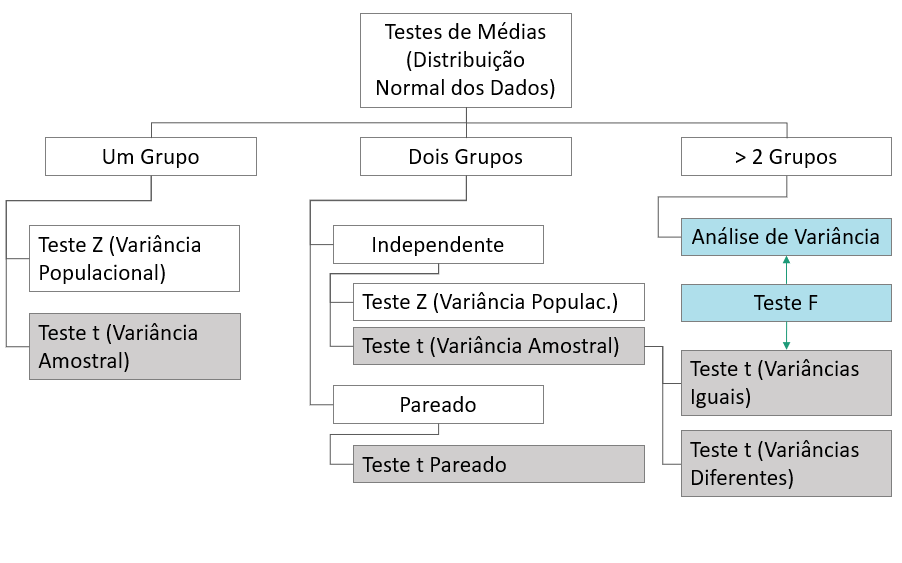 Testes de Médias
(Distribuição
Normal dos Dados)
Um Grupo
Dois Grupos
> 2 Grupos
Teste Z (Variância
Populacional)
Teste t (Variância
Amostral)
Independente
Teste Z (Variância Populac.)
Teste t (Variância Amostral)
Pareado
Teste t Pareado
Análise de Variância
Teste F
Teste t (Variâncias
Iguais)
Teste t (Variâncias
Diferentes)